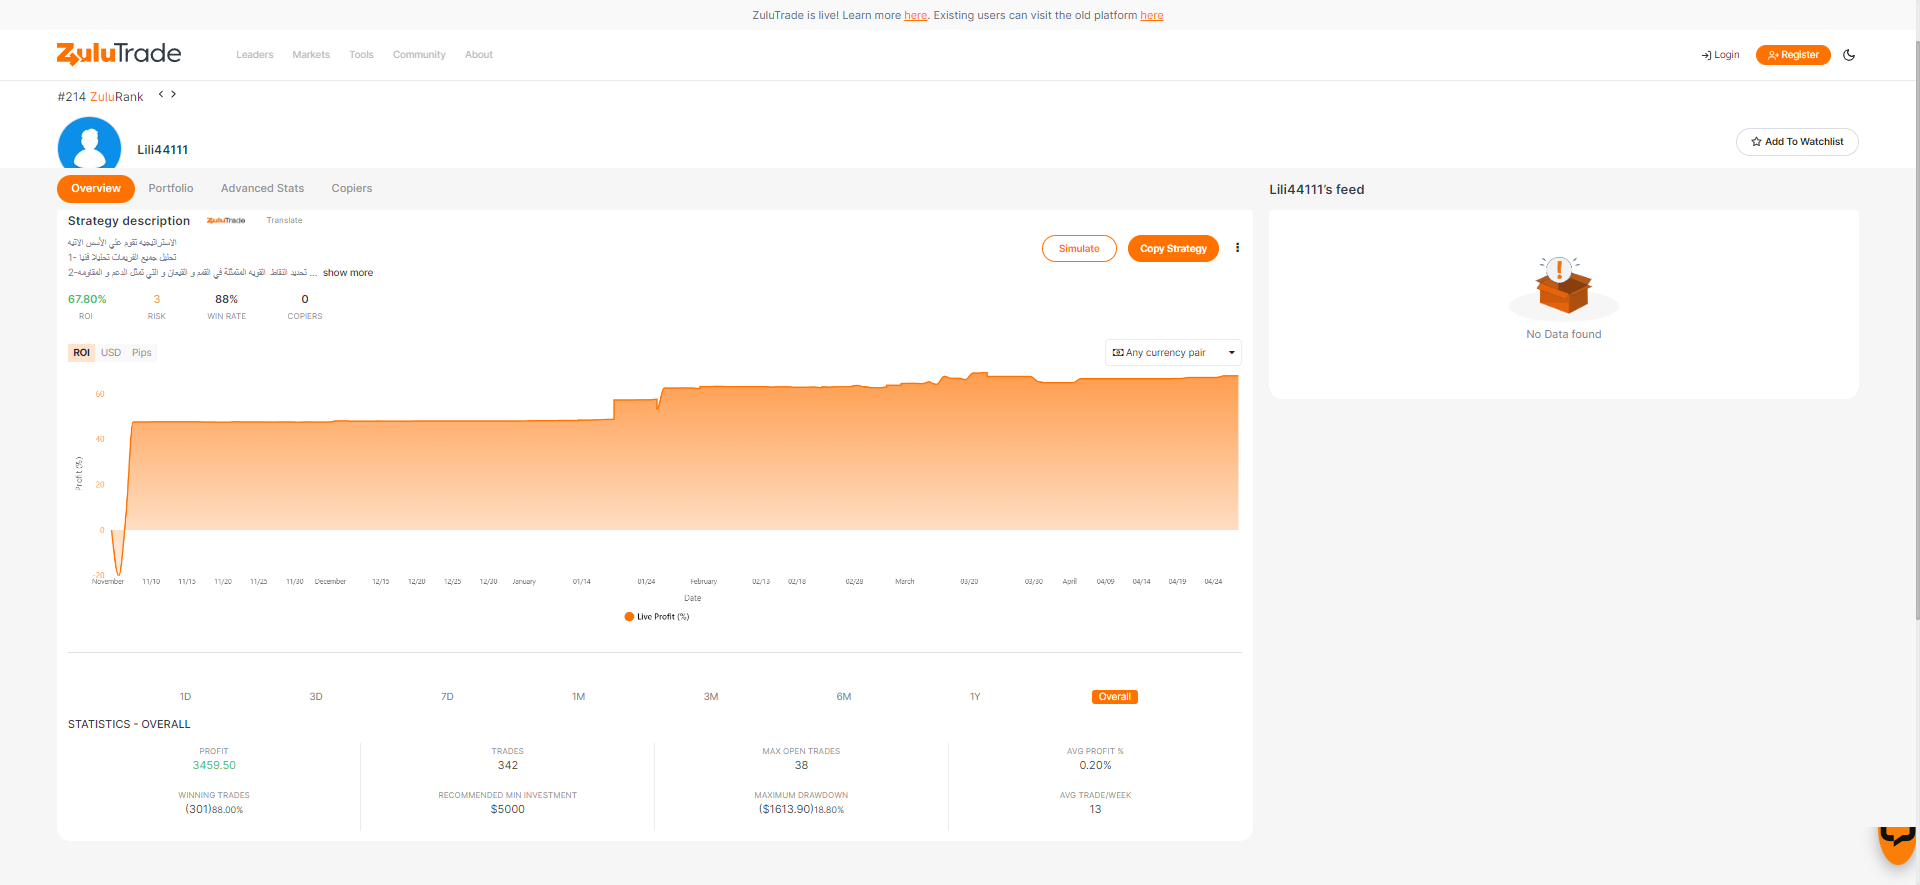 ZuluTrade is live! Learn more here. Existing users can visit the old platform here
ZuluTrade
Leaders Markets Tools Community About
Login Register
#214 ZuluRank
Lili44111
Add To Watchlist
Overview Portfolio Advanced Stats Copiers
Lili44111's feed
Strategy description ZuluTrade Translate
الاستراتيجيه تقوم علي الأسس الاتيه
1- تحليل جميع الفريمات تحليلا فنيا
2-تحديد النقاط القويه المتمثلة في القمم و القيعان و التي تمثل الدعم و المقاومه ... show more
Simulate Copy Strategy
67.80% 3 88% 0
ROI RISK WIN RATE COPIERS
No Data found
ROI USD Pips
Any currency pair
60
40
20
0
-20
Profit (%)
November 11/10 11/15 11/20 11/25 11/30 December 12/15 12/20 12/25 12/30 January 01/14 01/24 February 02/13 02/18 02/28 March 03/20 03/30 April 04/09 04/14 04/19 04/24
Date
Live Profit (%)
1D 3D 7D 1M 3M 6M 1Y Overall
STATISTICS - OVERALL
PROFIT TRADES MAX OPEN TRADES AVG PROFIT %
3459.50 342 38 0.20%
WINNING TRADES RECOMMENDED MIN INVESTMENT MAXIMUM DRAWDOWN AVG TRADE/WEEK
(301)88.00% $5000 ($1613.90)18.80% 13